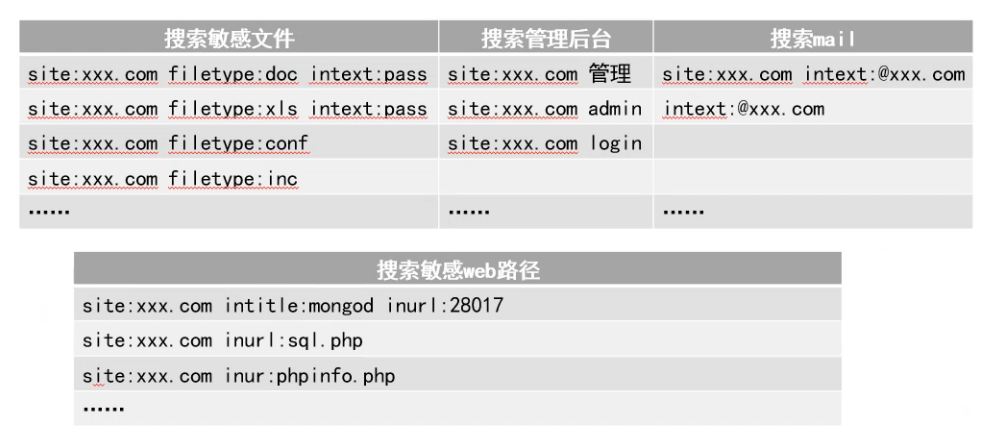 搜索敏感文件 搜索管理后台 搜索mail
site:xxx.com filetype:doc intext:pass site:xxx.com 管理 site:xxx.com intext:@xxx.com
site:xxx.com filetype:xls intext:pass site:xxx.com admin intext:@xxx.com
site:xxx.com filetype:conf site:xxx.com login
site:xxx.com filetype:inc
…… …… ……
搜索敏感web路径
site:xxx.com intitle:mongod inurl:28017
site:xxx.com inurl:sql.php
site:xxx.com inur:phpinfo.php
……